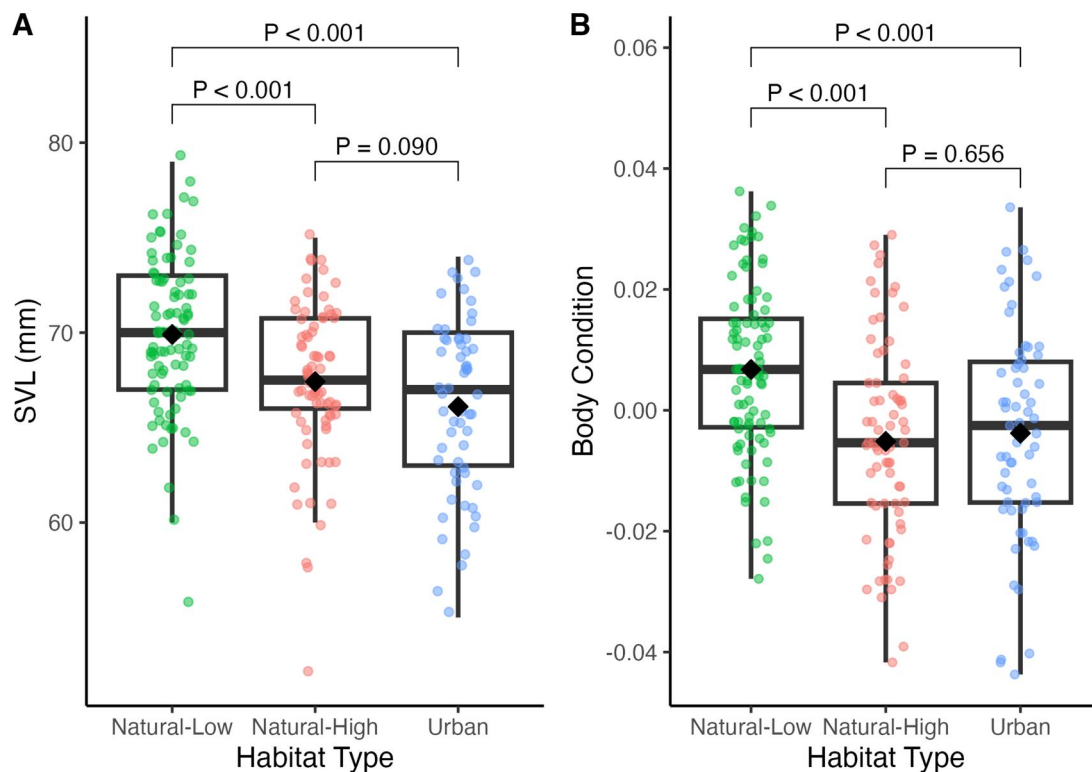 A
P < 0.001
P < 0.001
P = 0.090
80
70
60
SVL (mm)
Natural-Low Natural-High Urban
Habitat Type
B
P < 0.001
P < 0.001
P = 0.656
0.06
0.04
0.02
0.00
-0.02
-0.04
Body Condition
Natural-Low Natural-High Urban
Habitat Type